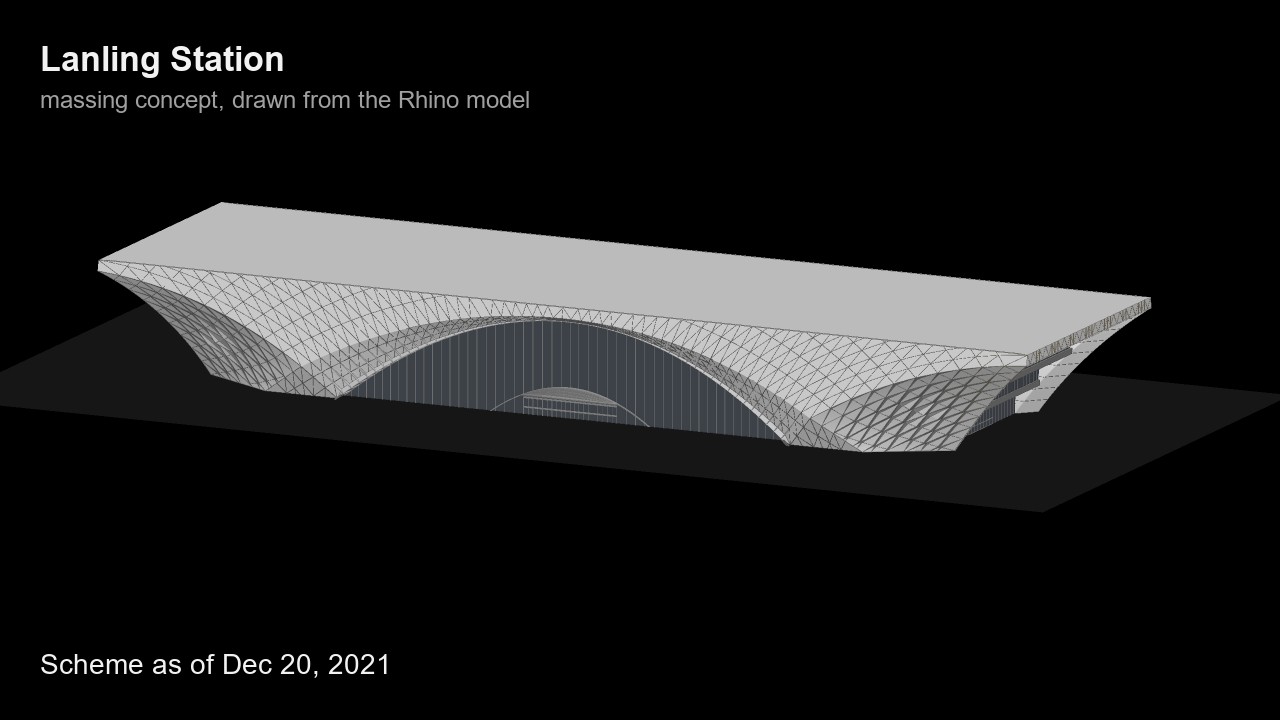 Lanling Station
massing concept, drawn from the Rhino model
Scheme as of Dec 20, 2021